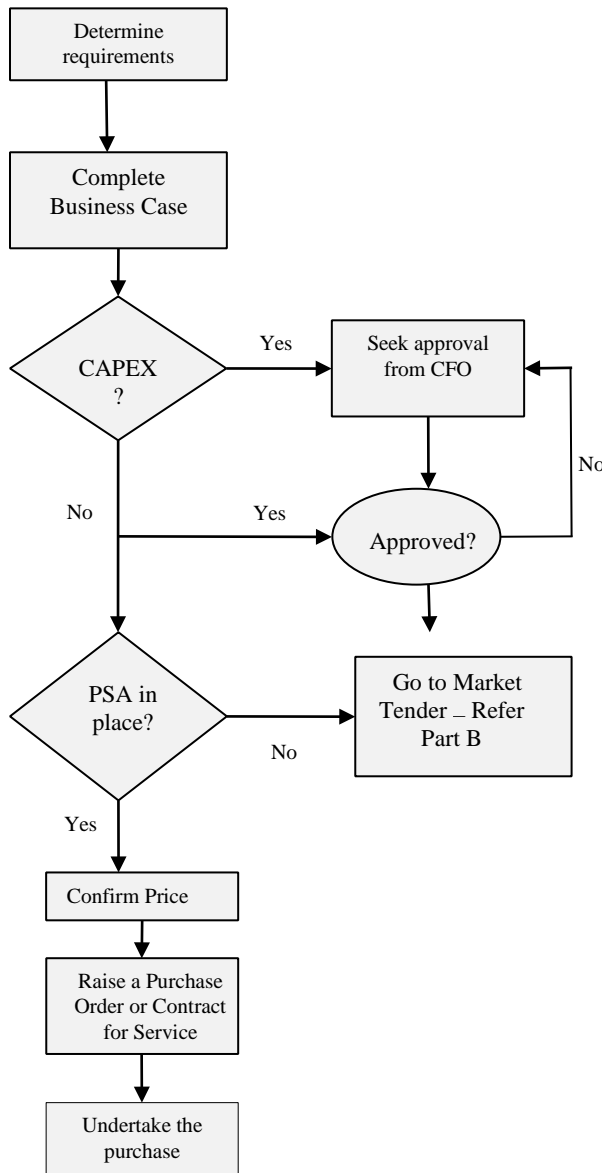 Determine
requirements
Complete
Business Case
CAPEX
?
Yes
Seek approval
from CFO
No
No
Yes
Approved?
PSA in
place?
No
Go to Market
Tender – Refer
Part B
Yes
Confirm Price
Raise a Purchase
Order or Contract
for Service
Undertake the
purchase